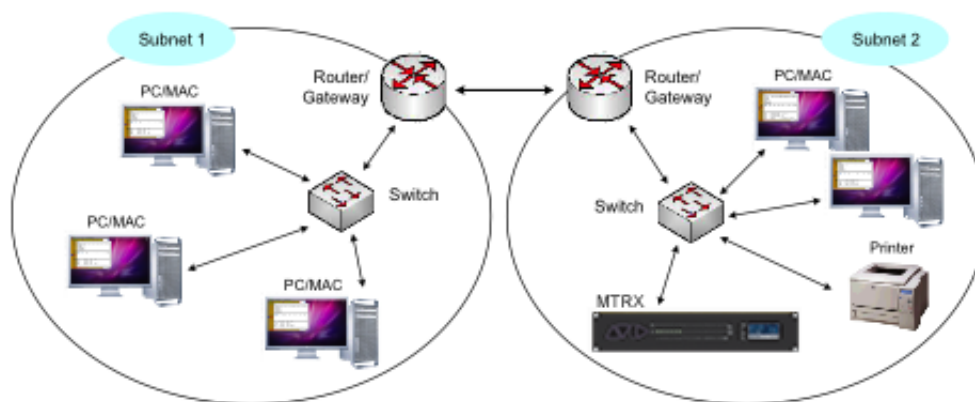 Subnet 1
PC/MAC
Router/
Gateway
Switch
PC/MAC
PC/MAC
Subnet 2
Router/
Gateway
PC/MAC
Switch
Printer
MTRX